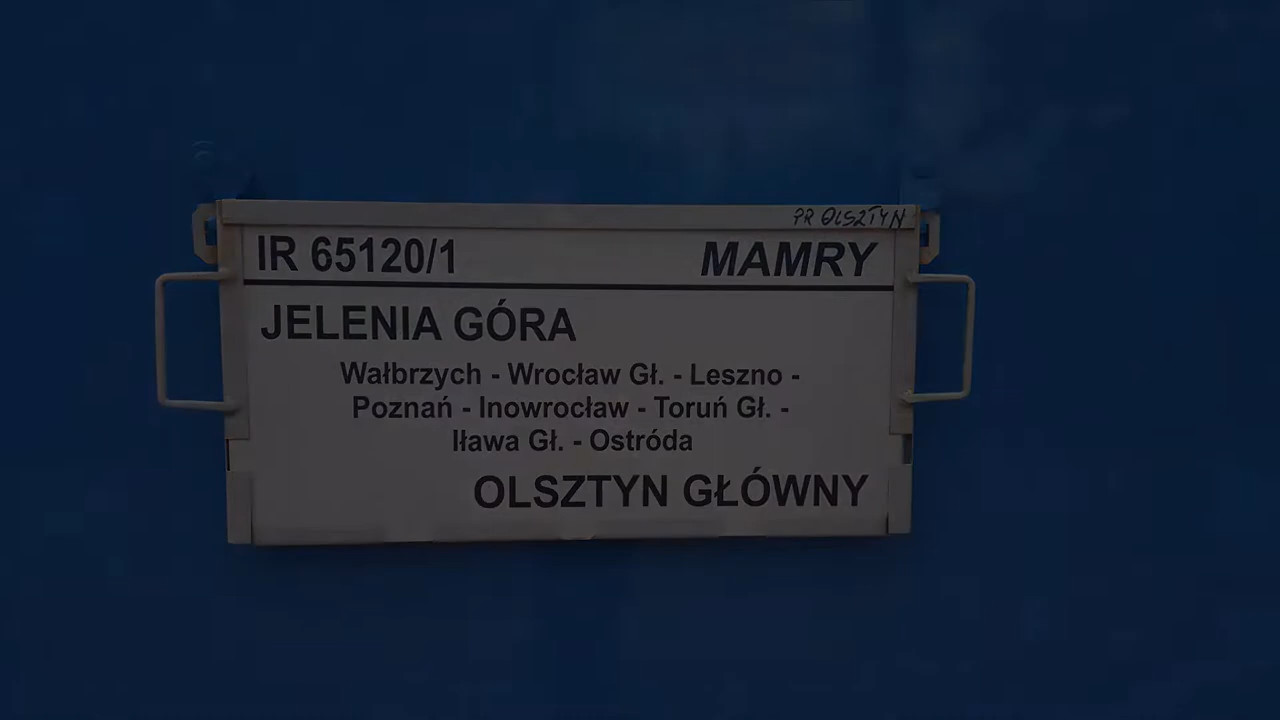 PR OLSZTYN
IR 65120/1 MAMRY
JELENIA GÓRA
Wałbrzych - Wrocław Gł. - Leszno -
Poznań - Inowrocław - Toruń Gł. -
Iława Gł. - Ostróda
OLSZTYN GŁÓWNY